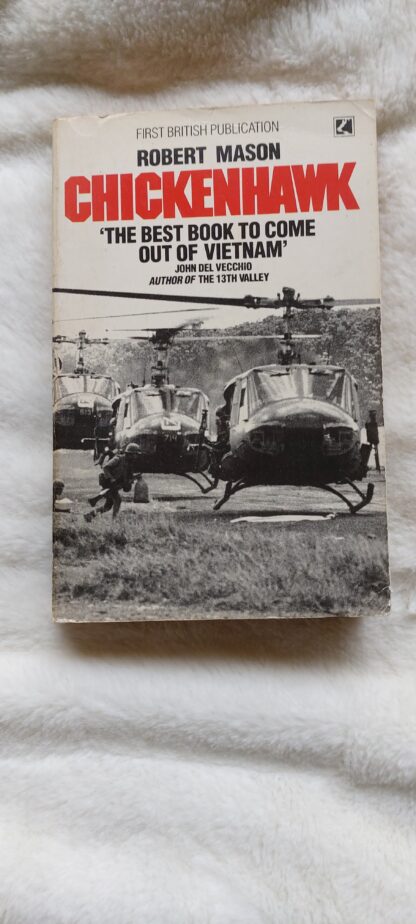 FIRST BRITISH PUBLICATION
ROBERT MASON
CHICKENHAWK
'THE BEST BOOK TO COME
OUT OF VIETNAM'
JOHN DEL VECCHIO
AUTHOR OF THE 13TH VALLEY